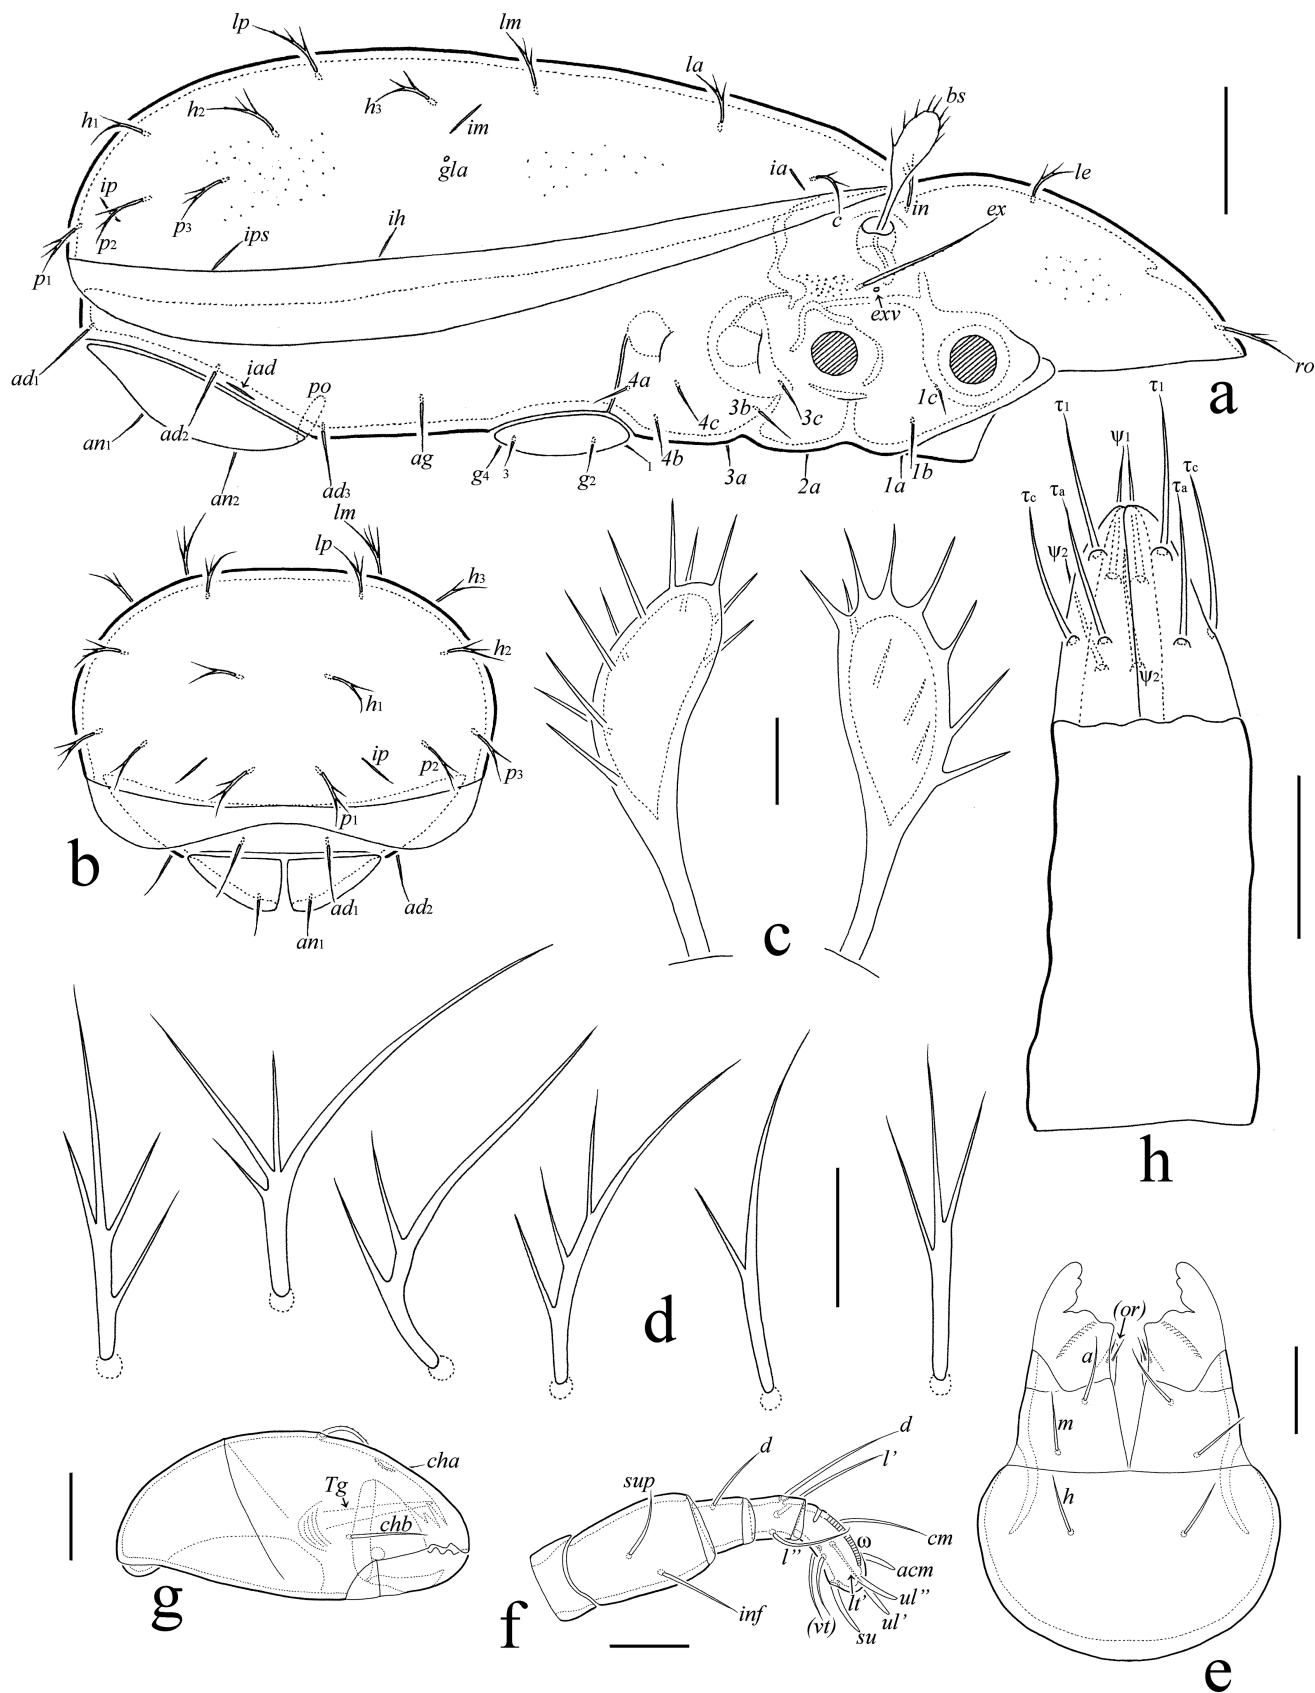 lp lm la bs
h1 h2 h3 im gla ia c in le
ip p2 p3 ips ih ex exv
p1 ro
ad1 iad po 4a 3b 3c 1c a
an1 ad2 ag 4c
an2 ad3 g4 3 g2 1 4b 3a 2a 1a 1b
lm lp h3
h2
h1
ip p2 p3
p1
b
ad1 ad2
an1
c
τ1 ψ1 τ1
τc τa τa τc
ψ2
ψ2
h
d
(or)
a
m
h
e
cha
Tg
chb
g
d d
sup l’
l’’ ω cm
acm
inf lt’ ul’’
(vt) su ul’
f